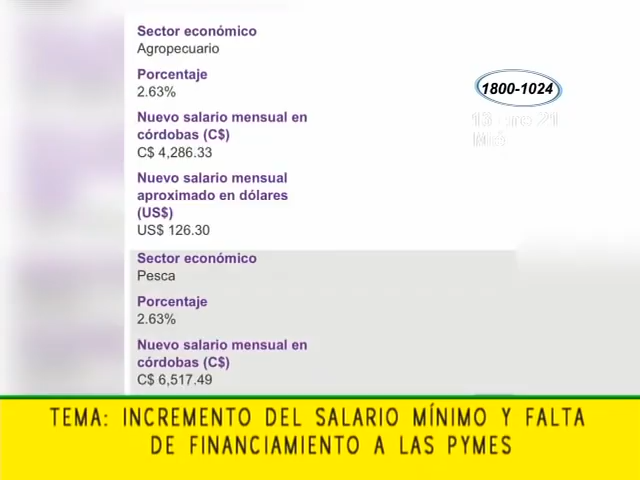 Sector económico
Agropecuario
Porcentaje
2.63%
Nuevo salario mensual en
córdobas (C$)
C$ 4,286.33
Nuevo salario mensual
aproximado en dólares
(US$)
US$ 126.30
Sector económico
Pesca
Porcentaje
2.63%
Nuevo salario mensual en
córdobas (C$)
C$ 6,517.49
1800-1024
TEMA: INCREMENTO DEL SALARIO MÍNIMO Y FALTA
DE FINANCIAMIENTO A LAS PYMES